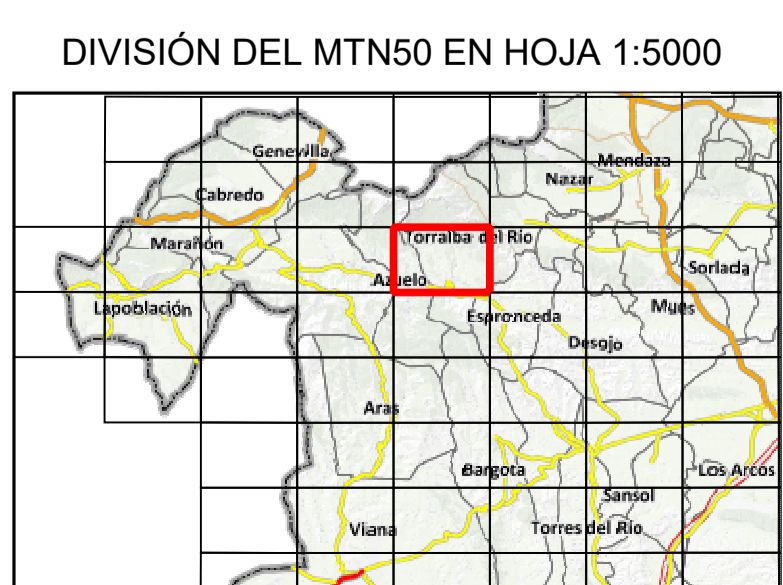 DIVISIÓN DEL MTN50 EN HOJA 1:5000
Genevilla
Mendaza
Nazar
Cabredo
Torralba del Río
Marañón
Sorlada
Azuelo
Lapoblación
Mues
Espronceda
Desojo
Aras
Bargota
Los Arcos
Sansol
Viana
Torres del Río